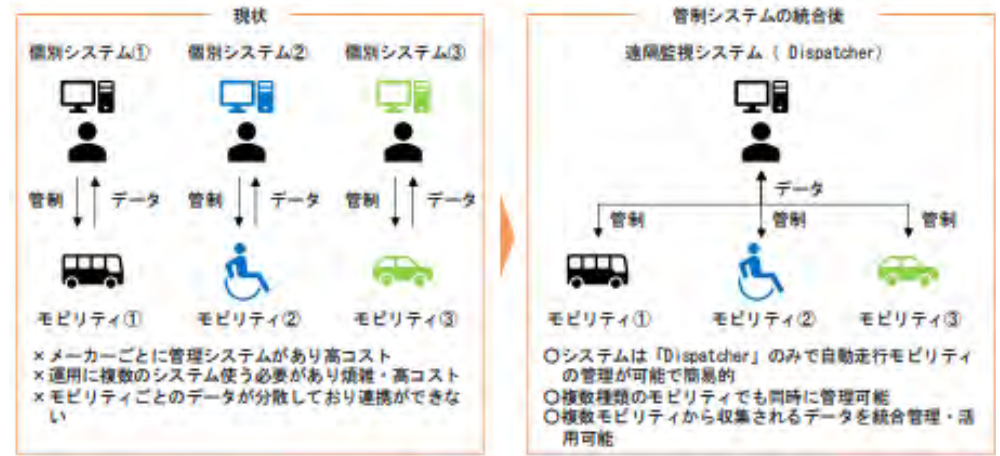 現状
個別システム①
個別システム②
個別システム③
管制
データ
管制
データ
管制
データ
モビリティ①
モビリティ②
モビリティ③
×メーカーごとに管理システムがあり高コスト
×運用に複数のシステム使う必要があり煩雑・高コスト
×モビリティごとのデータが分散しており連携ができな
い
管制システムの統合後
遠隔監視システム（ Dispatcher）
データ
管制
管制
管制
モビリティ①
モビリティ②
モビリティ③
○システムは「Dispatcher」のみで自動走行モビリティ
の管理が可能で簡易的
○複数種類のモビリティでも同時に管理可能
○複数モビリティから収集されるデータを統合管理・活
用可能